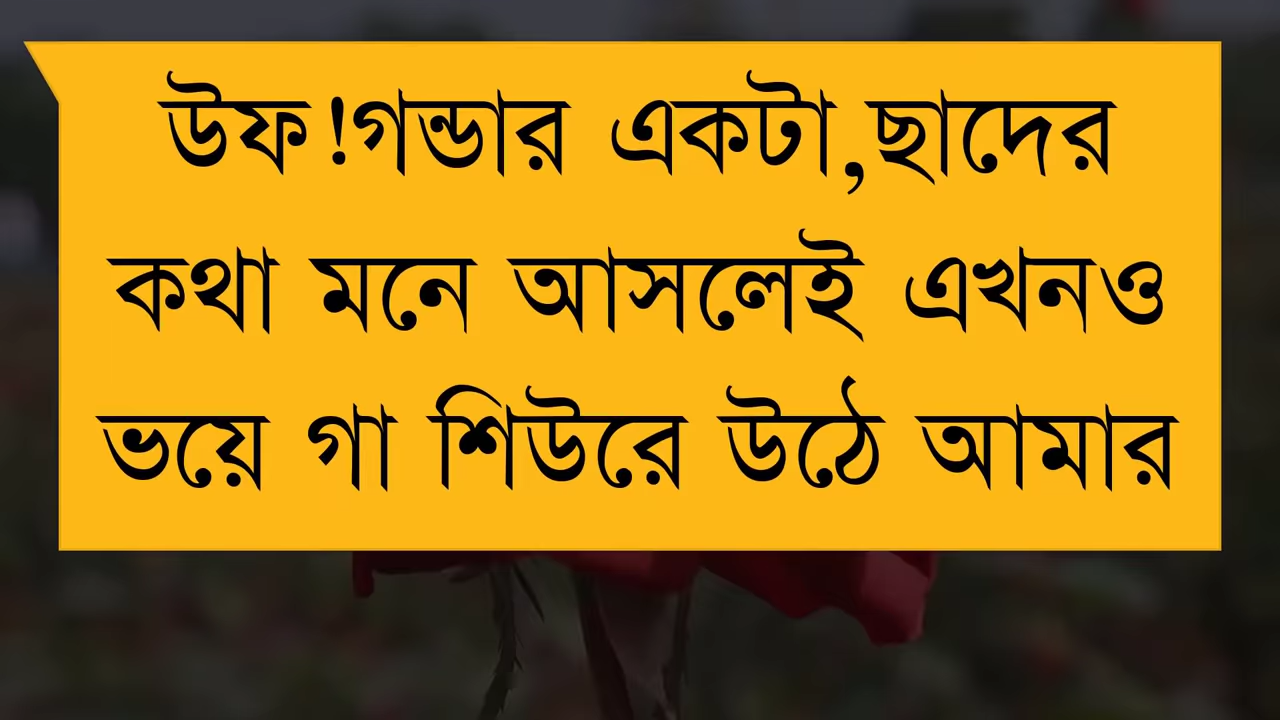 উফ!গন্ডার একটা,ছাদের
কথা মনে আসলেই এখনও
ভয়ে গা শিউরে উঠে আমার